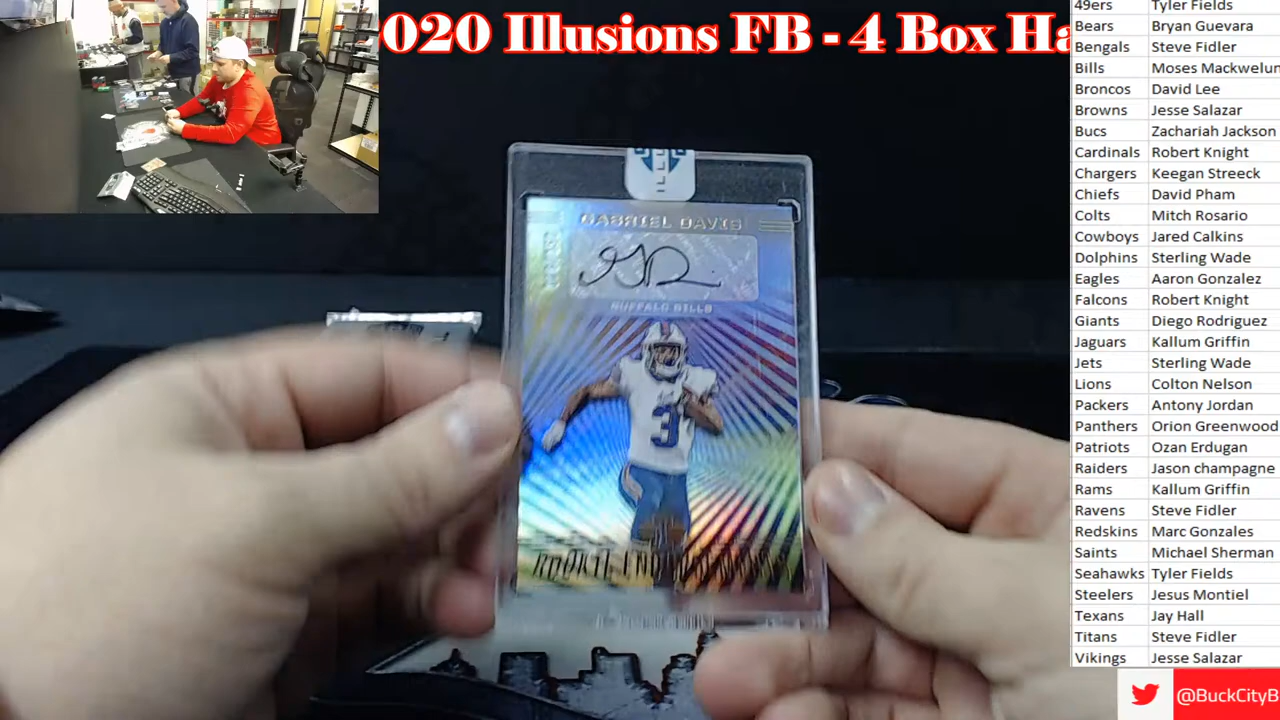 020 Illusions FB - 4 Box Ha
GABRIEL DAVIS
BUFFALO BILLS
3
ROOKIE ENDORSEMENTS
49ers Tyler Fields
Bears Bryan Guevara
Bengals Steve Fidler
Bills Moses Mackwelun
Broncos David Lee
Browns Jesse Salazar
Bucs Zachariah Jackson
Cardinals Robert Knight
Chargers Keegan Streeck
Chiefs David Pham
Colts Mitch Rosario
Cowboys Jared Calkins
Dolphins Sterling Wade
Eagles Aaron Gonzalez
Falcons Robert Knight
Giants Diego Rodriguez
Jaguars Kallum Griffin
Jets Sterling Wade
Lions Colton Nelson
Packers Antony Jordan
Panthers Orion Greenwood
Patriots Ozan Erdugan
Raiders Jason champagne
Rams Kallum Griffin
Ravens Steve Fidler
Redskins Marc Gonzales
Saints Michael Sherman
Seahawks Tyler Fields
Steelers Jesus Montiel
Texans Jay Hall
Titans Steve Fidler
Vikings Jesse Salazar
@BuckCityB